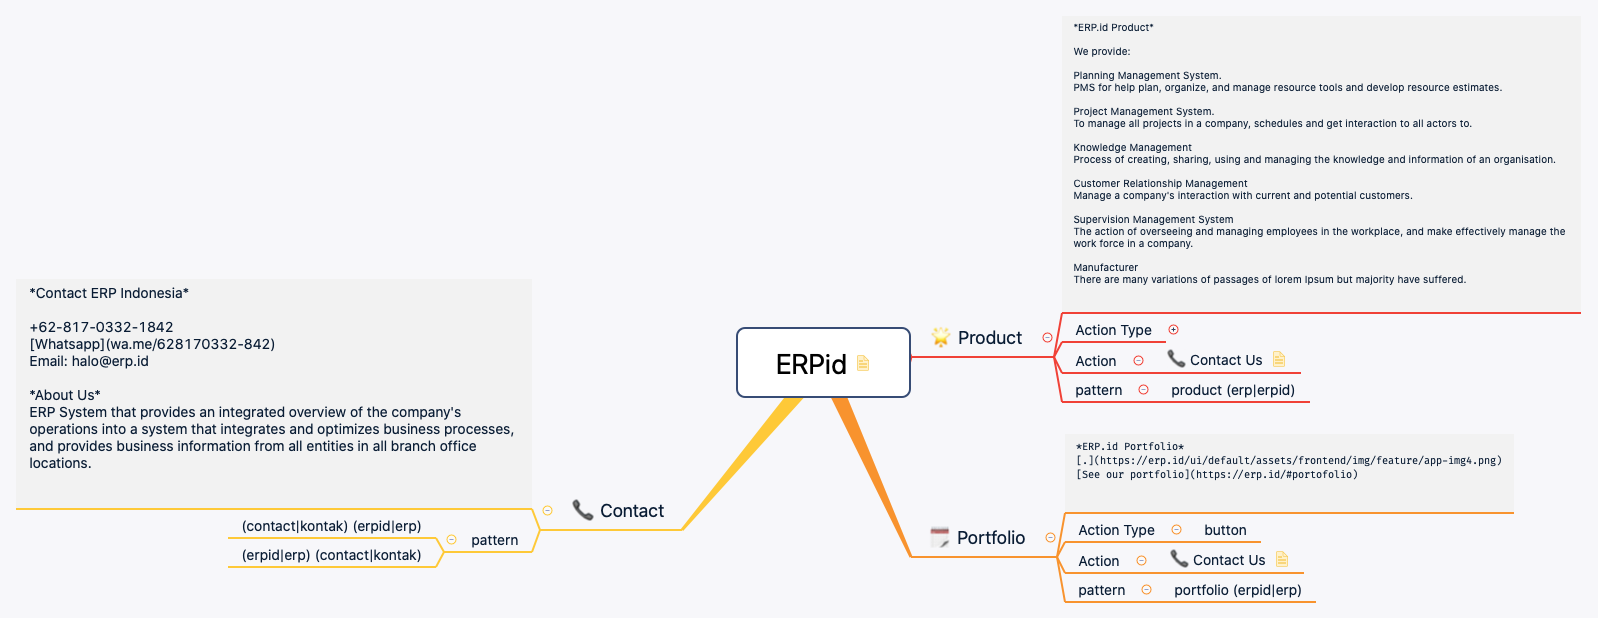 *ERP.id Product*
We provide:
Planning Management System.
PMS for help plan, organize, and manage resource tools and develop resource estimates.
Project Management System.
To manage all projects in a company, schedules and get interaction to all actors to.
Knowledge Management
Process of creating, sharing, using and managing the knowledge and information of an organisation.
Customer Relationship Management
Manage a company's interaction with current and potential customers.
Supervision Management System
The action of overseeing and managing employees in the workplace, and make effectively manage the
work force in a company.
Manufacturer
There are many variations of passages of lorem Ipsum but majority have suffered.
Product
Action Type
Action
Contact Us
pattern
product (erp|erpid)
ERPid
*Contact ERP Indonesia*
+62-817-0332-1842
[Whatsapp](wa.me/628170332-842)
Email: halo@erp.id
*About Us*
ERP System that provides an integrated overview of the company's
operations into a system that integrates and optimizes business processes,
and provides business information from all entities in all branch office
locations.
Contact
pattern
(contact|kontak) (erpid|erp)
(erpid|erp) (contact|kontak)
*ERP.id Portfolio*
[.](https://erp.id/ui/default/assets/frontend/img/feature/app-img4.png)
[See our portfolio](https://erp.id/#portofolio)
Portfolio
Action Type
button
Action
Contact Us
pattern
portfolio (erpid|erp)